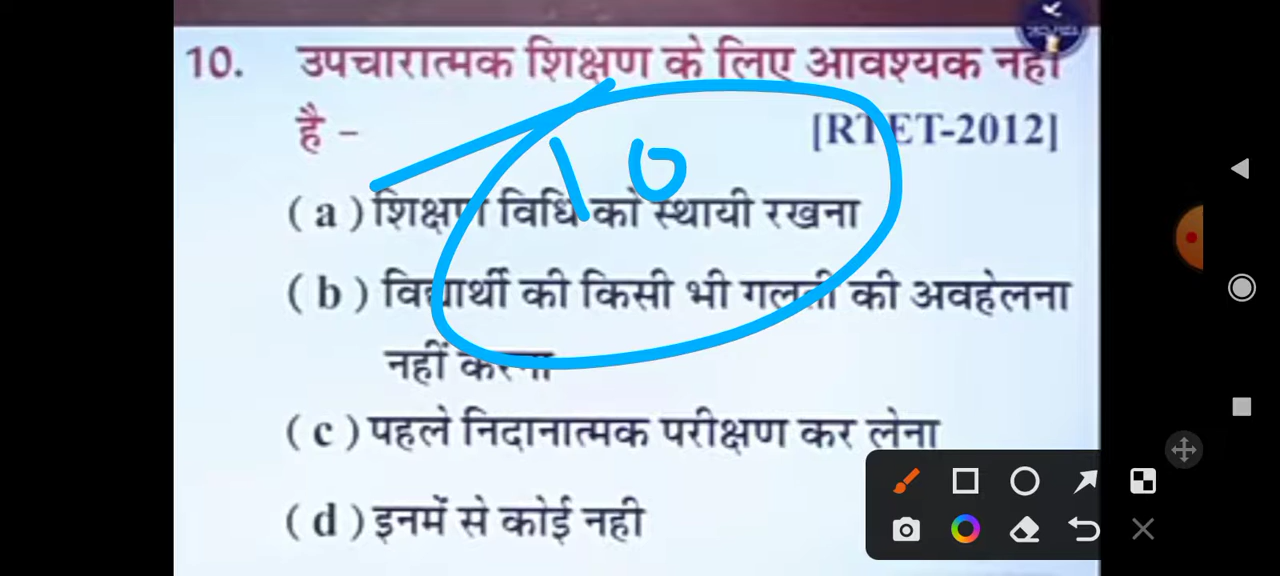 10. उपचारात्मक शिक्षण के लिए आवश्यक नही
है – [RTET-2012]
10
(a) शिक्षण विधि को स्थायी रखना
(b) विद्यार्थी की किसी भी गलती की अवहेलना
नहीं करना
(c) पहले निदानात्मक परीक्षण कर लेना
(d) इनमें से कोई नही